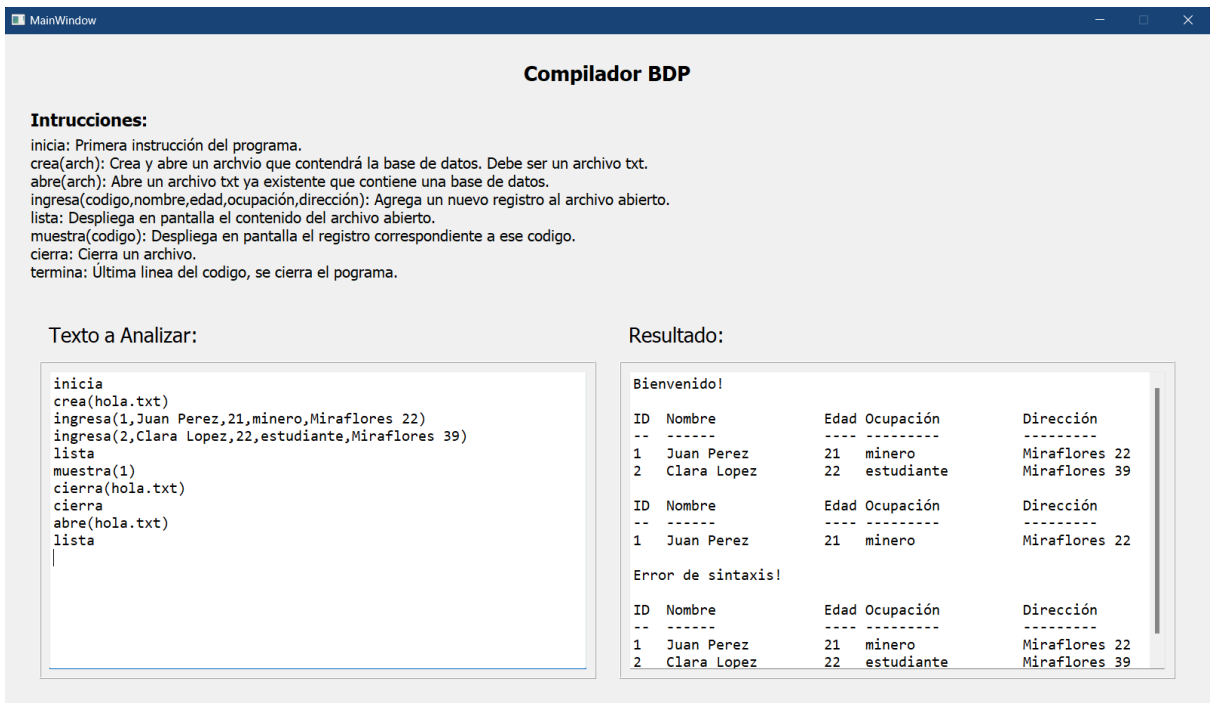 MainWindow
Compilador BDP
Intrucciones:
inicia: Primera instrucción del programa.
crea(arch): Crea y abre un archvio que contendrá la base de datos. Debe ser un archivo txt.
abre(arch): Abre un archivo txt ya existente que contiene una base de datos.
ingresa(codigo,nombre,edad,ocupación,dirección): Agrega un nuevo registro al archivo abierto.
lista: Despliega en pantalla el contenido del archivo abierto.
muestra(codigo): Despliega en pantalla el registro correspondiente a ese codigo.
cierra: Cierra un archivo.
termina: Última linea del codigo, se cierra el pograma.
Texto a Analizar:
inicia
crea(hola.txt)
ingresa(1,Juan Perez,21,minero,Miraflores 22)
ingresa(2,Clara Lopez,22,estudiante,Miraflores 39)
lista
muestra(1)
cierra(hola.txt)
cierra
abre(hola.txt)
lista
Resultado:
Bienvenido!
ID  Nombre             Edad Ocupación          Dirección
--  ------             ---- ---------          ---------
1   Juan Perez         21   minero             Miraflores 22
2   Clara Lopez        22   estudiante         Miraflores 39
ID  Nombre             Edad Ocupación          Dirección
--  ------             ---- ---------          ---------
1   Juan Perez         21   minero             Miraflores 22
Error de sintaxis!
ID  Nombre             Edad Ocupación          Dirección
--  ------             ---- ---------          ---------
1   Juan Perez         21   minero             Miraflores 22
2   Clara Lopez        22   estudiante         Miraflores 39